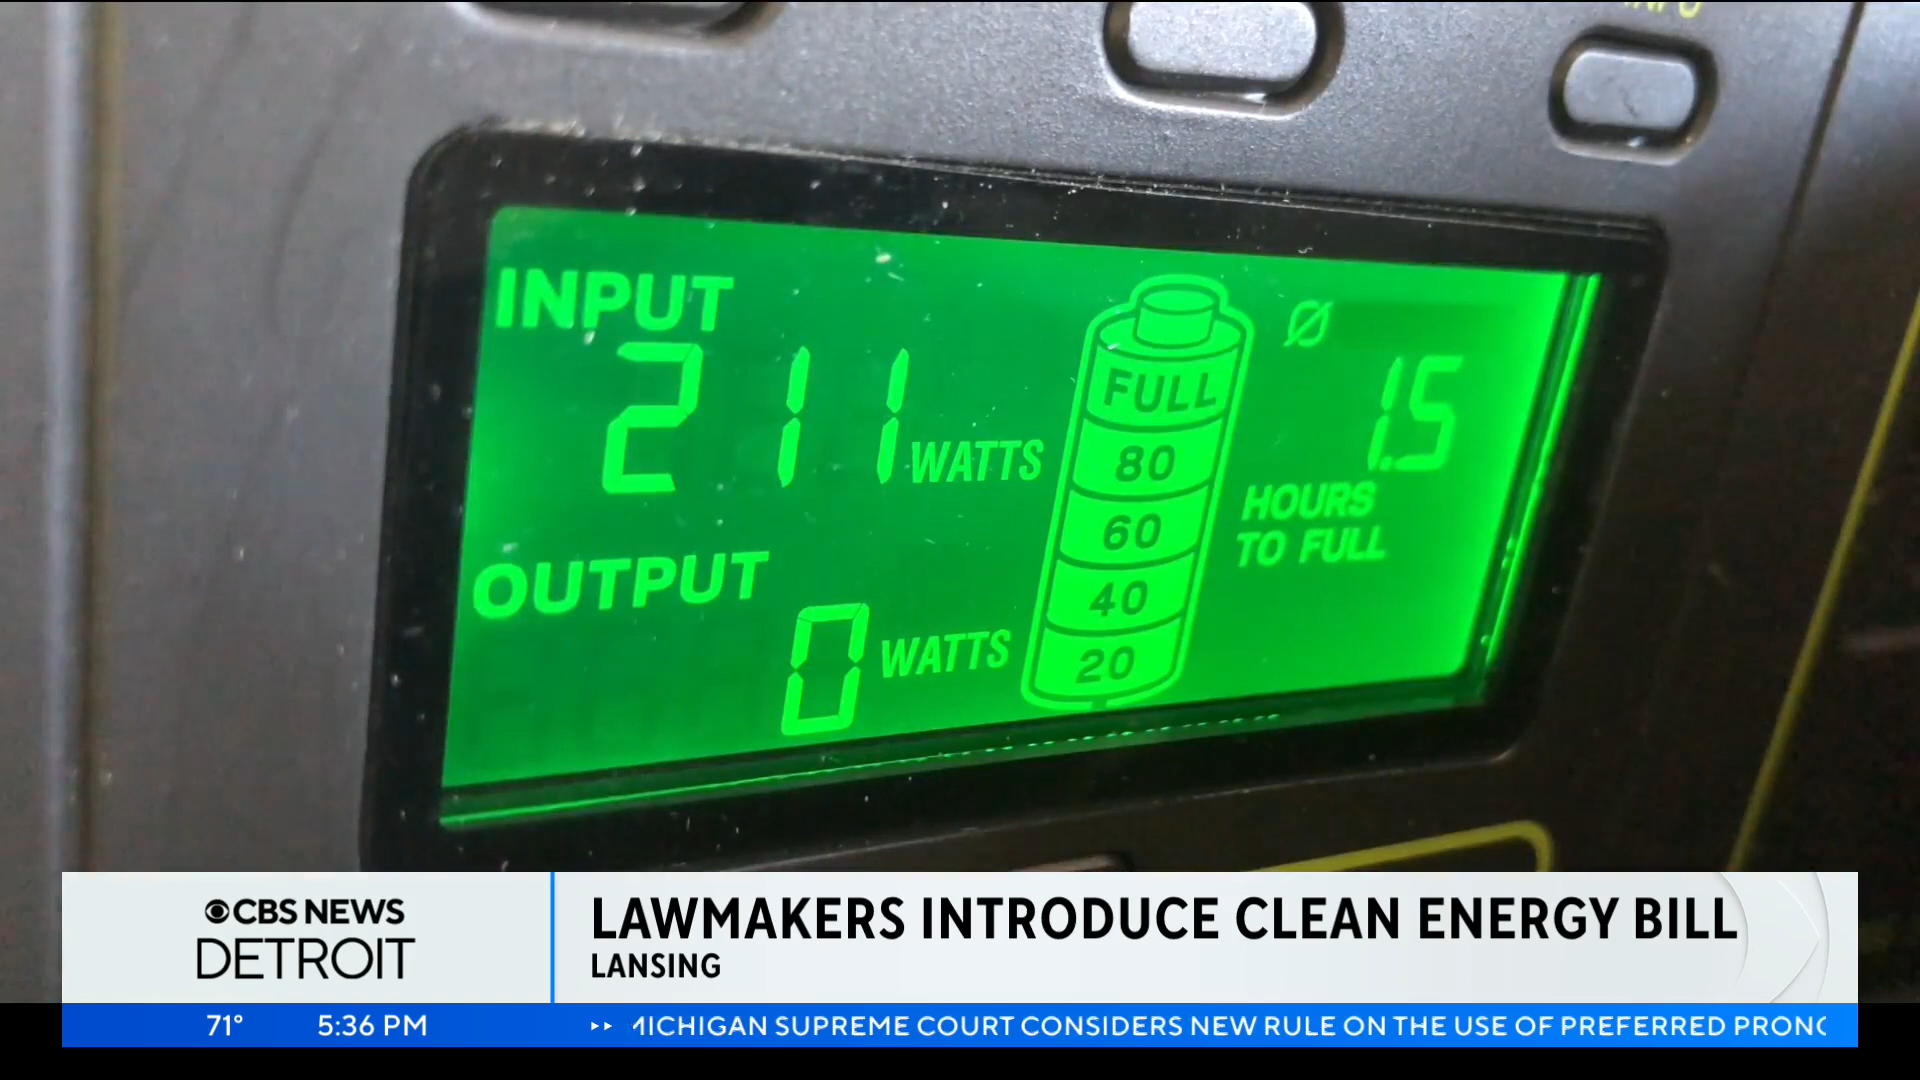 INFO
INPUT
211 WATTS
OUTPUT
0 WATTS
FULL
80
60
40
20
1.5
HOURS
TO FULL
CBS NEWS
DETROIT
LAWMAKERS INTRODUCE CLEAN ENERGY BILL
LANSING
71° 5:36 PM
MICHIGAN SUPREME COURT CONSIDERS NEW RULE ON THE USE OF PREFERRED